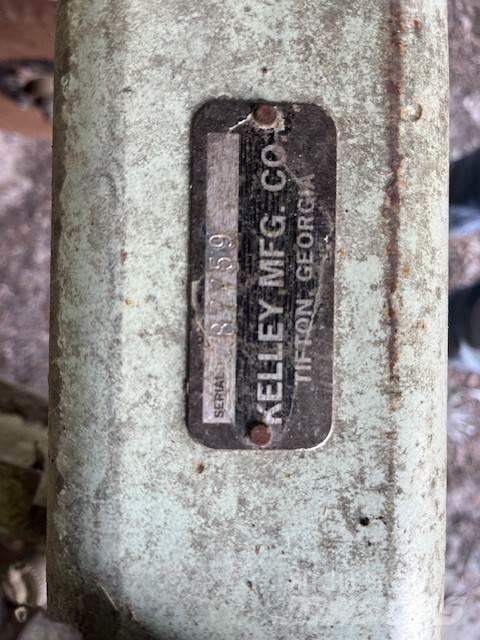 KELLEY MFG. CO.
TIFTON, GEORGIA
SERIAL